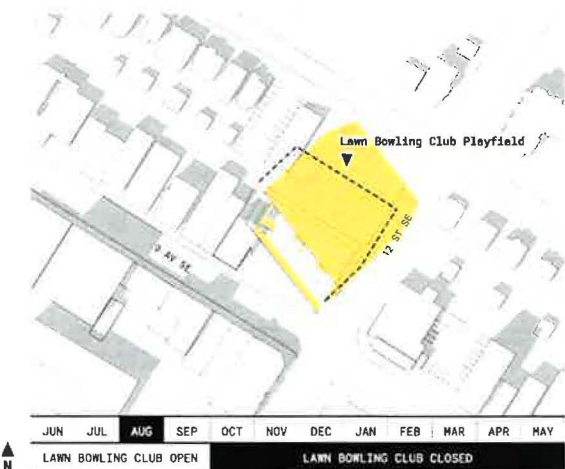 Lawn Bowling Club Playfield
12 ST SE
9 AV SE
JUN JUL AUG SEP OCT NOV DEC JAN FEB MAR APR MAY
LAWN BOWLING CLUB OPEN LAWN BOWLING CLUB CLOSED
N